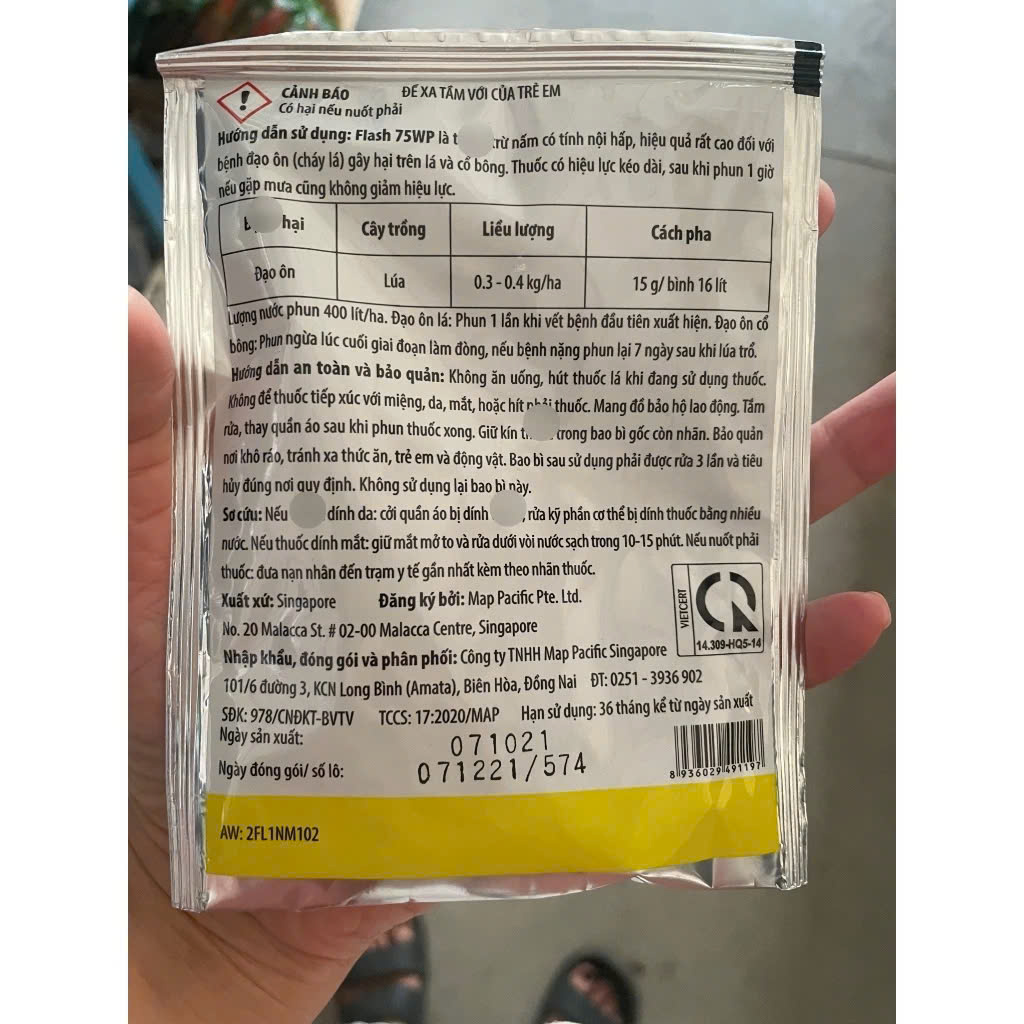 CẢNH BÁO
Có hại nếu nuốt phải
ĐỂ XA TẦM VỚI CỦA TRẺ EM
Hướng dẫn sử dụng: Flash 75WP là trừ nấm có tính nội hấp, hiệu quả rất cao đối với
bệnh đạo ôn (cháy lá) gây hại trên lá và cổ bông. Thuốc có hiệu lực kéo dài, sau khi phun 1 giờ
nếu gặp mưa cũng không giảm hiệu lực.
hại Cây trồng Liều lượng Cách pha
Đạo ôn Lúa 0.3 - 0.4 kg/ha 15 g/ bình 16 lít
Lượng nước phun 400 lít/ha. Đạo ôn lá: Phun 1 lần khi vết bệnh đầu tiên xuất hiện. Đạo ôn cổ
bông: Phun ngừa lúc cuối giai đoạn làm đòng, nếu bệnh nặng phun lại 7 ngày sau khi lúa trổ.
Hướng dẫn an toàn và bảo quản: Không ăn uống, hút thuốc lá khi đang sử dụng thuốc.
Không để thuốc tiếp xúc với miệng, da, mắt, hoặc hít phải thuốc. Mang đồ bảo hộ lao động. Tắm
rửa, thay quần áo sau khi phun thuốc xong. Giữ kín trong bao bì gốc còn nhãn. Bảo quản
nơi khô ráo, tránh xa thức ăn, trẻ em và động vật. Bao bì sau sử dụng phải được rửa 3 lần và tiêu
hủy đúng nơi quy định. Không sử dụng lại bao bì này.
Sơ cứu: Nếu dính da: cởi quần áo bị dính , rửa kỹ phần cơ thể bị dính thuốc bằng nhiều
nước. Nếu thuốc dính mắt: giữ mắt mở to và rửa dưới vòi nước sạch trong 10-15 phút. Nếu nuốt phải
thuốc: đưa nạn nhân đến trạm y tế gần nhất kèm theo nhãn thuốc.
Xuất xứ: Singapore Đăng ký bởi: Map Pacific Pte. Ltd.
No. 20 Malacca St. # 02-00 Malacca Centre, Singapore
VIETCERT
14.309-HQ5-14
Nhập khẩu, đóng gói và phân phối: Công ty TNHH Map Pacific Singapore
101/6 đường 3, KCN Long Bình (Amata), Biên Hòa, Đồng Nai ĐT: 0251 - 3936 902
SĐK: 978/CNĐKT-BVTV TCCS: 17:2020/MAP Hạn sử dụng: 36 tháng kể từ ngày sản xuất
Ngày sản xuất: 071021
Ngày đóng gói/ số lô: 071221/574
8 936029 491197
AW: 2FL1NM102